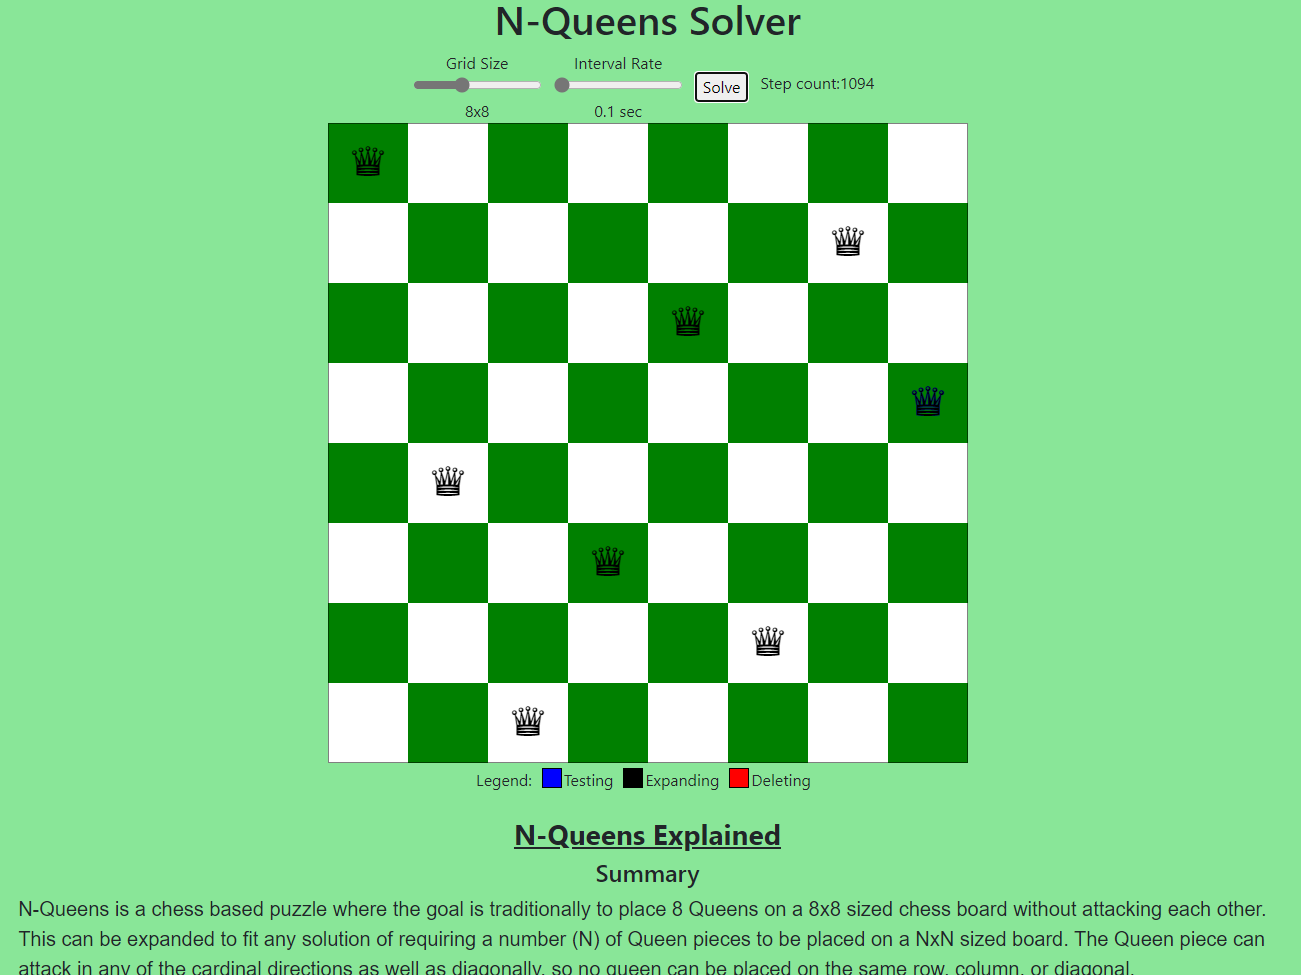 N-Queens Solver
Grid Size
Interval Rate
Solve
Step count:1094
8x8
0.1 sec
Legend: Testing Expanding Deleting
N-Queens Explained
Summary
N-Queens is a chess based puzzle where the goal is traditionally to place 8 Queens on a 8x8 sized chess board without attacking each other.
This can be expanded to fit any solution of requiring a number (N) of Queen pieces to be placed on a NxN sized board. The Queen piece can
attack in any of the cardinal directions as well as diagonally, so no queen can be placed on the same row, column, or diagonal.